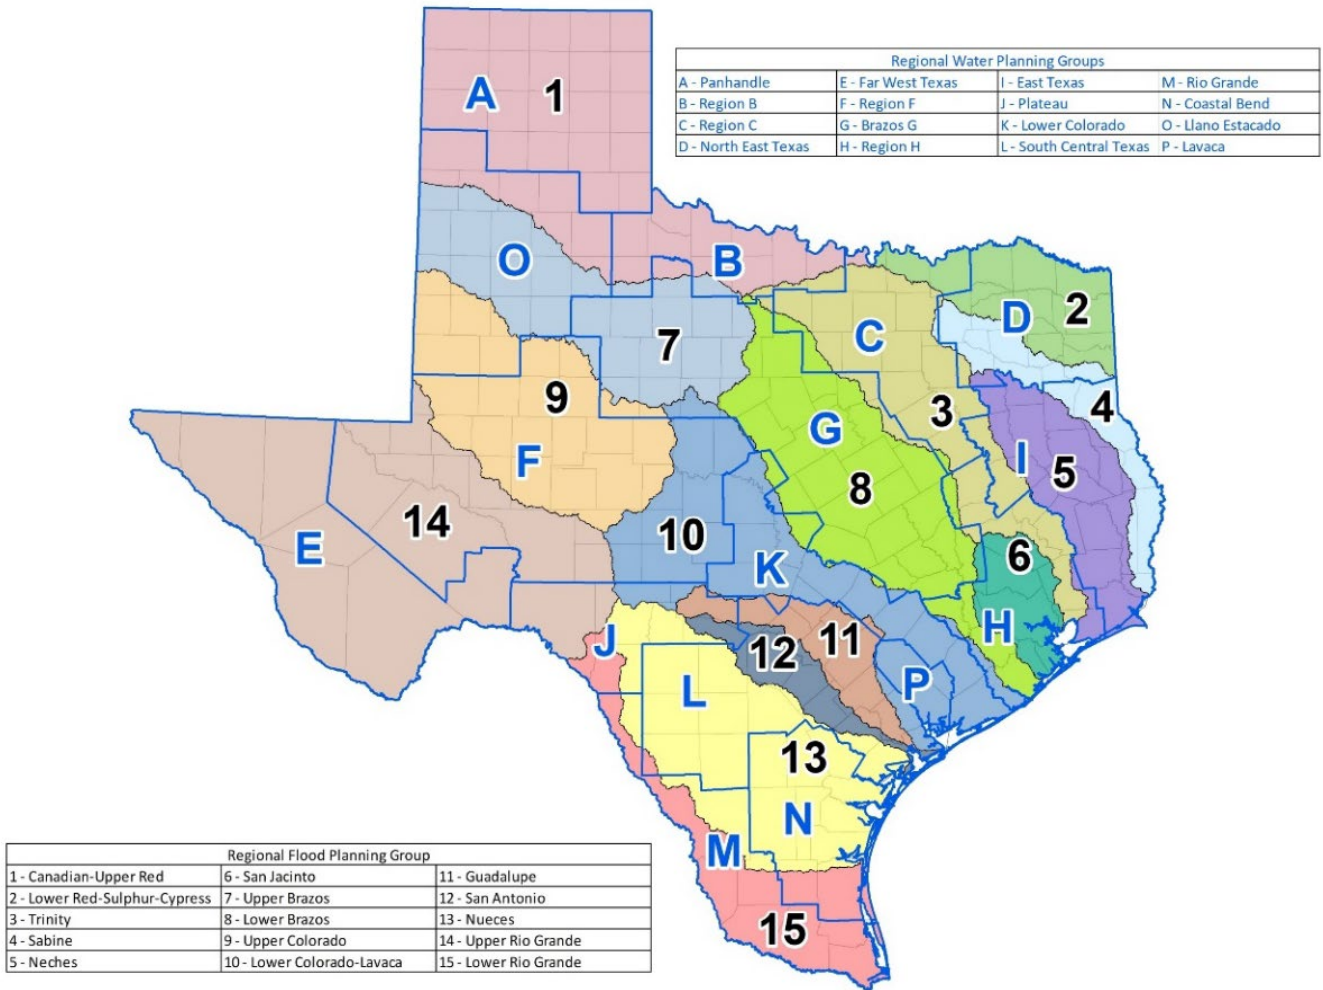 Regional Water Planning Groups
A - Panhandle E - Far West Texas I - East Texas M - Rio Grande
B - Region B F - Region F J - Plateau N - Coastal Bend
C - Region C G - Brazos G K - Lower Colorado O - Llano Estacado
D - North East Texas H - Region H L - South Central Texas P - Lavaca
A 1
O B
D 2
C
7
9 3 4
G
F I 5
8
14 10
E 6
K
H
J 12 11
L P
13
N
M
15
Regional Flood Planning Group
1 - Canadian-Upper Red 6 - San Jacinto 11 - Guadalupe
2 - Lower Red-Sulphur-Cypress 7 - Upper Brazos 12 - San Antonio
3 - Trinity 8 - Lower Brazos 13 - Nueces
4 - Sabine 9 - Upper Colorado 14 - Upper Rio Grande
5 - Neches 10 - Lower Colorado-Lavaca 15 - Lower Rio Grande